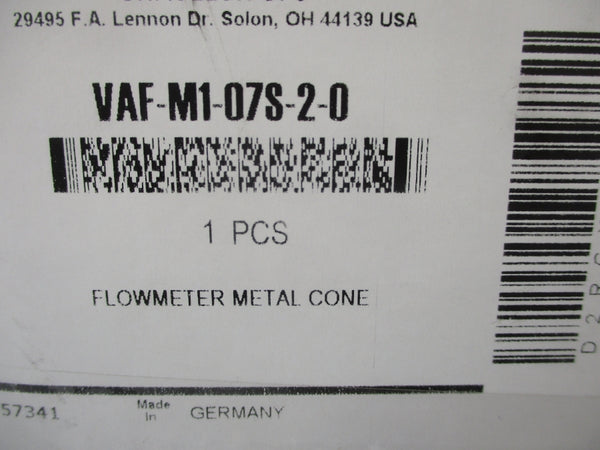 29495 F.A. Lennon Dr. Solon, OH 44139 USA
VAF-M1-07S-2-0
1 PCS
FLOWMETER METAL CONE
57341
Made in GERMANY